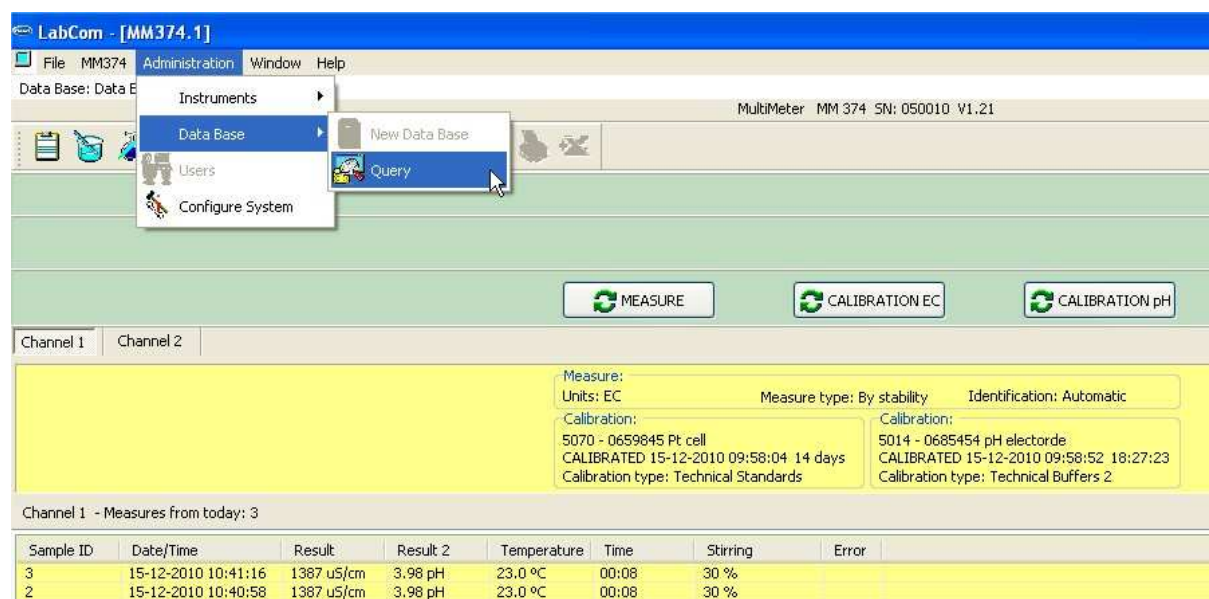 LabCom - [MM374.1]
File MM374 Administration Window Help
Data Base: Data E
Instruments
MultiMeter MM 374 SN: 050010 V1.21
Data Base
New Data Base
Users
Query
Configure System
MEASURE
CALIBRATION EC
CALIBRATION pH
Channel 1 Channel 2
Measure:
Units: EC Measure type: By stability Identification: Automatic
Calibration:
5070 - 0659845 Pt cell
CALIBRATED 15-12-2010 09:58:04 14 days
Calibration type: Technical Standards
Calibration:
5014 - 0685454 pH electorde
CALIBRATED 15-12-2010 09:58:52 18:27:23
Calibration type: Technical Buffers 2
Channel 1 - Measures from today: 3
Sample ID Date/Time Result Result 2 Temperature Time Stirring Error
3 15-12-2010 10:41:16 1387 uS/cm 3.98 pH 23.0 ºC 00:08 30 %
2 15-12-2010 10:40:58 1387 uS/cm 3.98 pH 23.0 ºC 00:08 30 %